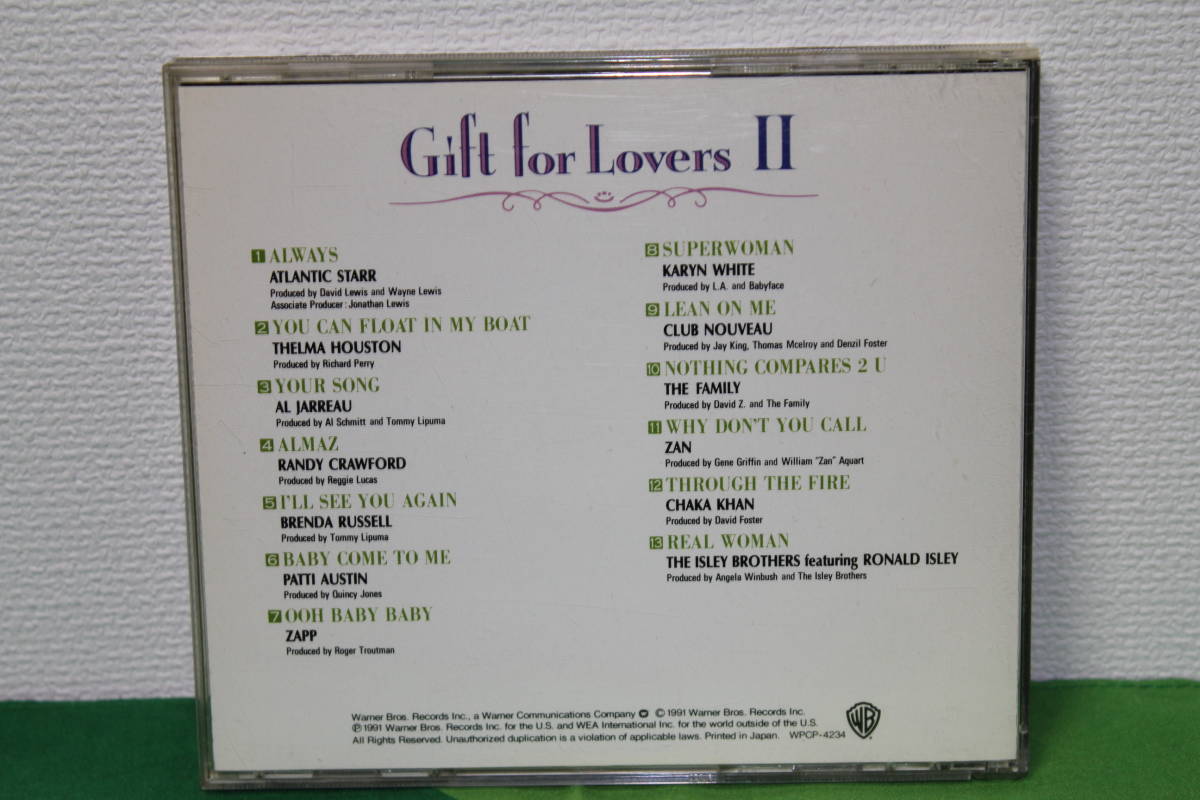 Gift for Lovers II
1 ALWAYS
ATLANTIC STARR
Produced by David Lewis and Wayne Lewis
Associate Producer: Jonathan Lewis
2 YOU CAN FLOAT IN MY BOAT
THELMA HOUSTON
Produced by Richard Perry
3 YOUR SONG
AL JARREAU
Produced by Al Schmitt and Tommy Lipuma
4 ALMAZ
RANDY CRAWFORD
Produced by Reggie Lucas
5 I'LL SEE YOU AGAIN
BRENDA RUSSELL
Produced by Tommy Lipuma
6 BABY COME TO ME
PATTI AUSTIN
Produced by Quincy Jones
7 OOH BABY BABY
ZAPP
Produced by Roger Troutman
8 SUPERWOMAN
KARYN WHITE
Produced by L.A. and Babyface
9 LEAN ON ME
CLUB NOUVEAU
Produced by Jay King, Thomas Mcelroy and Denzil Foster
10 NOTHING COMPARES 2 U
THE FAMILY
Produced by David Z. and The Family
11 WHY DON'T YOU CALL
ZAN
Produced by Gene Griffin and William "Zan" Aquart
12 THROUGH THE FIRE
CHAKA KHAN
Produced by David Foster
13 REAL WOMAN
THE ISLEY BROTHERS featuring RONALD ISLEY
Produced by Angela Winbush and The Isley Brothers
Warner Bros. Records Inc., a Warner Communications Company © 1991 Warner Bros. Records Inc.
℗ 1991 Warner Bros. Records Inc. for the U.S. and WEA International Inc. for the world outside of the U.S.
All Rights Reserved. Unauthorized duplication is a violation of applicable laws. Printed in Japan. WPCP-4234
WB